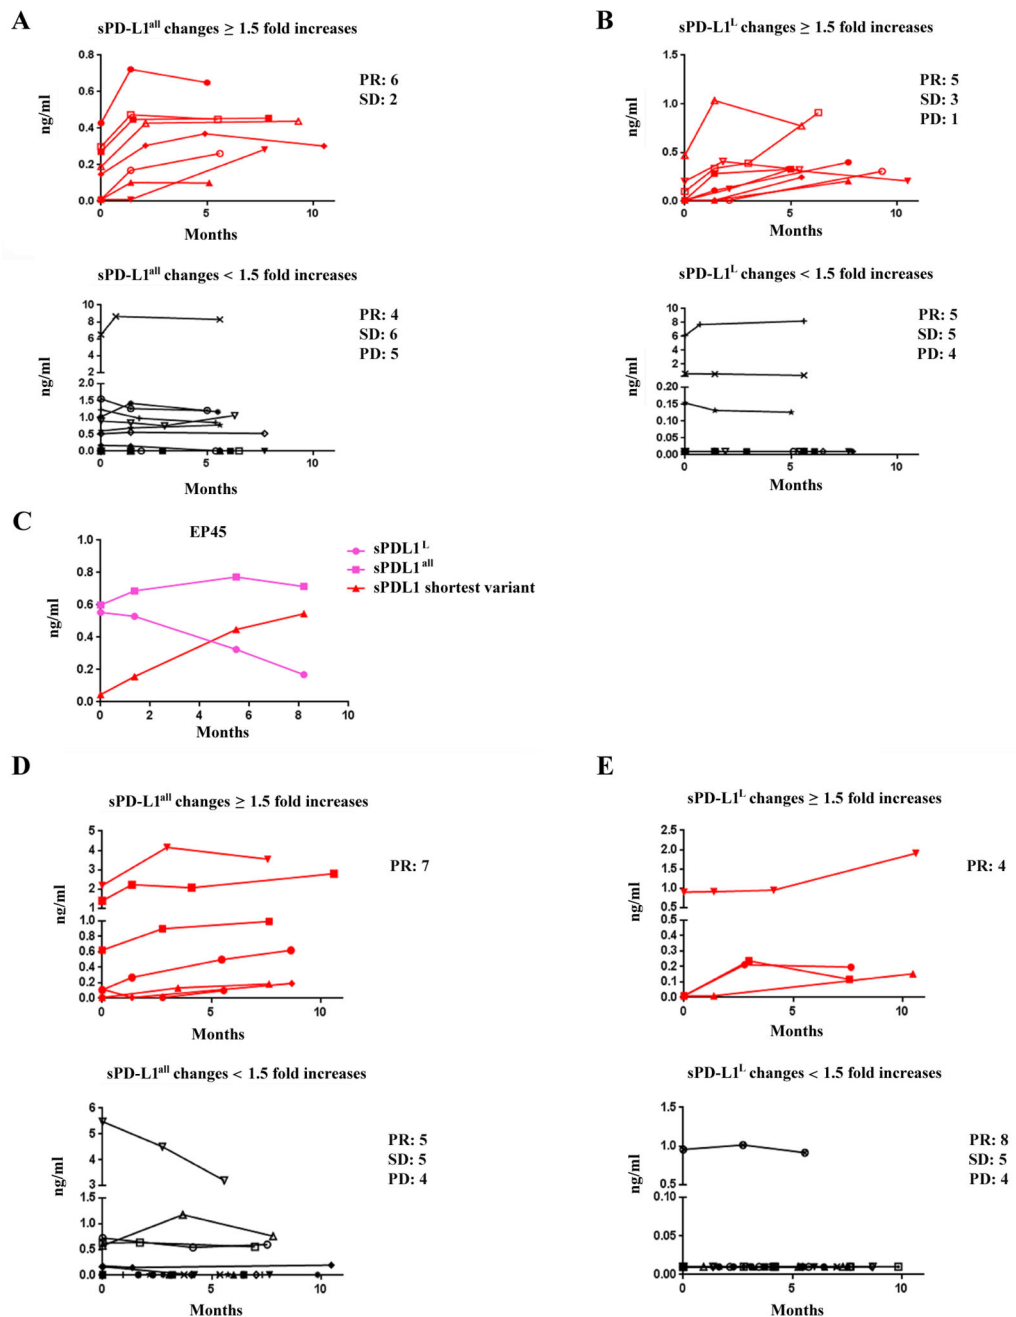 A
sPD-L1all changes ≥ 1.5 fold increases
0.8
0.6
0.4
0.2
0.0
ng/ml
0
5
10
Months
PR: 6
SD: 2
sPD-L1all changes < 1.5 fold increases
10
8
6
4
2
2.0
1.5
1.0
0.5
0.0
ng/ml
0
5
10
Months
PR: 4
SD: 6
PD: 5
B
sPD-L1L changes ≥ 1.5 fold increases
1.5
1.0
0.5
0.0
ng/ml
0
5
10
Months
PR: 5
SD: 3
PD: 1
sPD-L1L changes < 1.5 fold increases
10
8
6
4
2
0
0.20
0.15
0.10
0.05
0.00
ng/ml
0
5
10
Months
PR: 5
SD: 5
PD: 4
C
EP45
1.0
0.8
0.6
0.4
0.2
0.0
ng/ml
0
2
4
6
8
10
Months
sPDL1L
sPDL1all
sPDL1 shortest variant
D
sPD-L1all changes ≥ 1.5 fold increases
5
4
3
2
1
1.0
0.8
0.6
0.4
0.2
0.0
ng/ml
0
5
10
Months
PR: 7
sPD-L1all changes < 1.5 fold increases
6
5
4
3
1.5
1.0
0.5
0.0
ng/ml
0
5
10
Months
PR: 5
SD: 5
PD: 4
E
sPD-L1L changes ≥ 1.5 fold increases
2.5
2.0
1.5
1.0
0.5
0.5
0.4
0.3
0.2
0.1
0.0
ng/ml
0
5
10
Months
PR: 4
sPD-L1L changes < 1.5 fold increases
1.5
1.0
0.5
0.10
0.05
0.00
ng/ml
0
5
10
Months
PR: 8
SD: 5
PD: 4